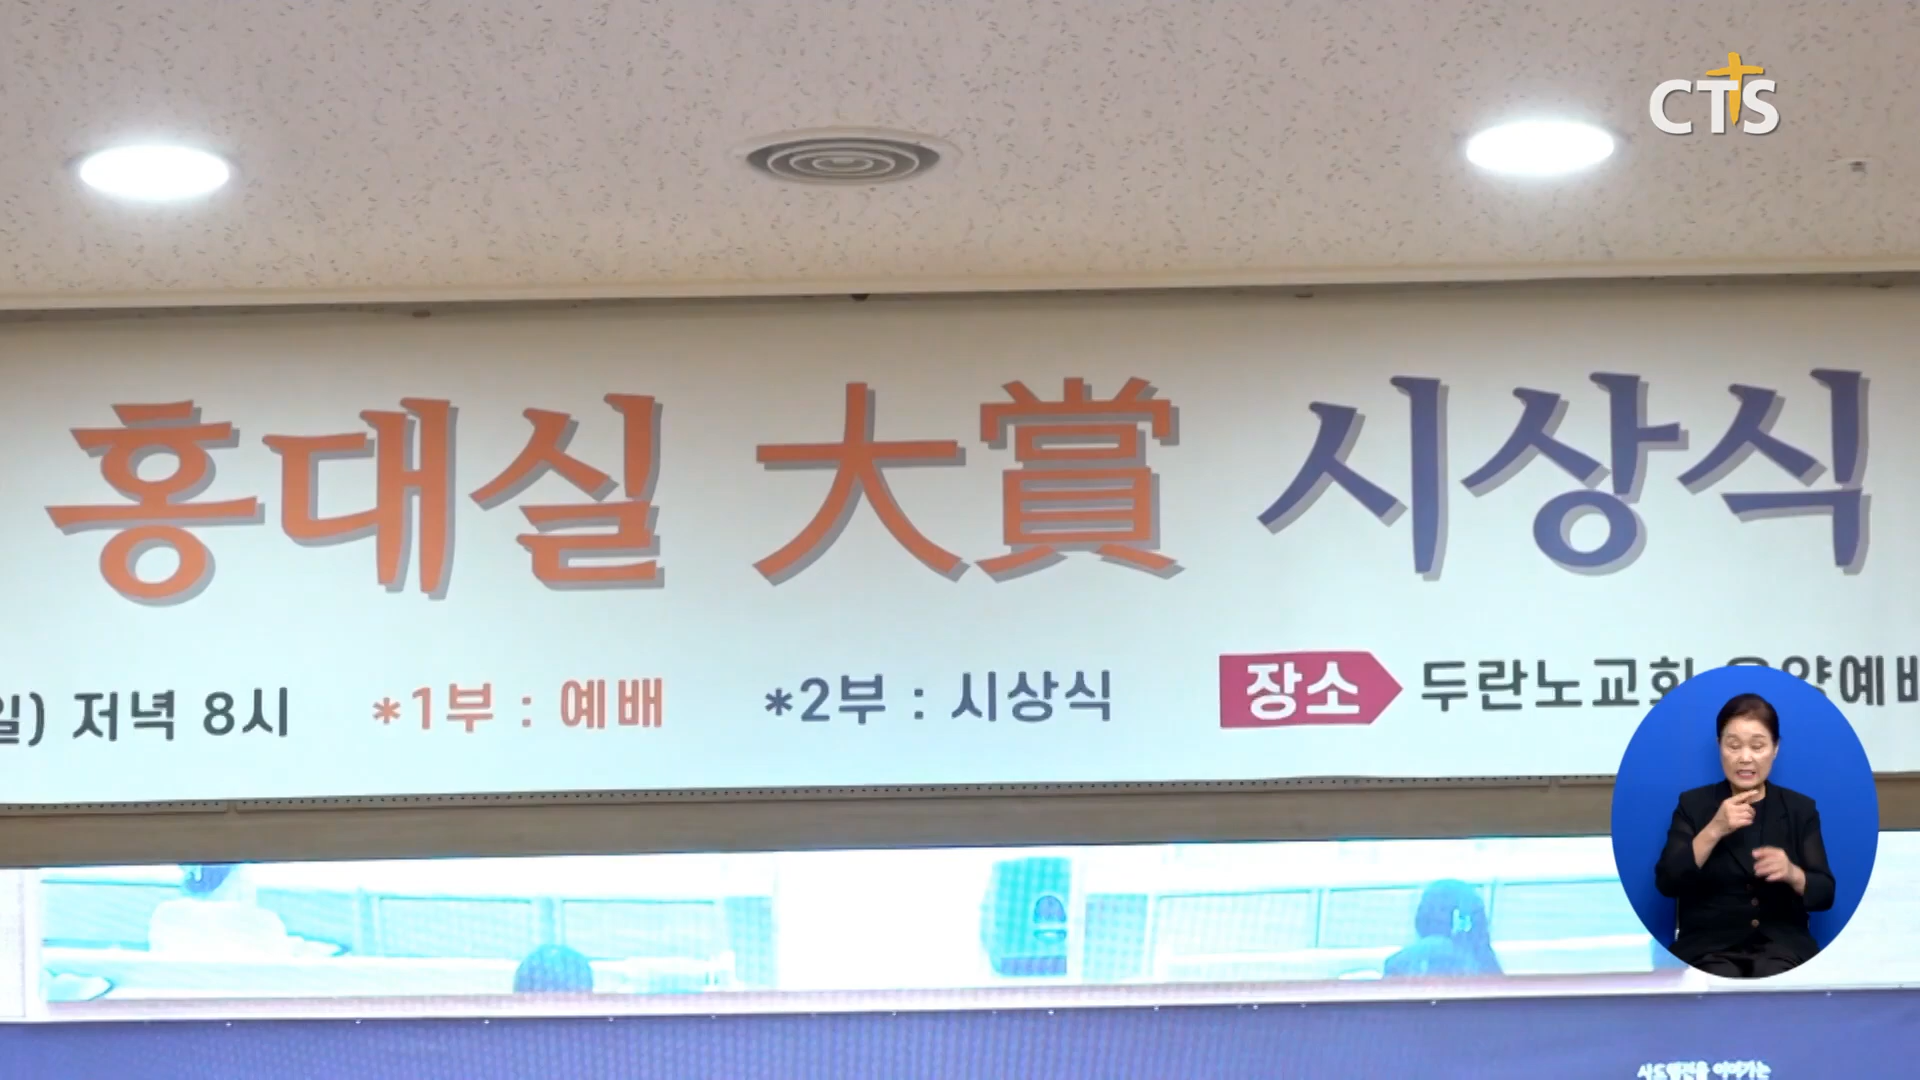 CTS
홍대실 大賞 시상식
일) 저녁 8시 *1부 : 예배 *2부 : 시상식 장소 두란노교회